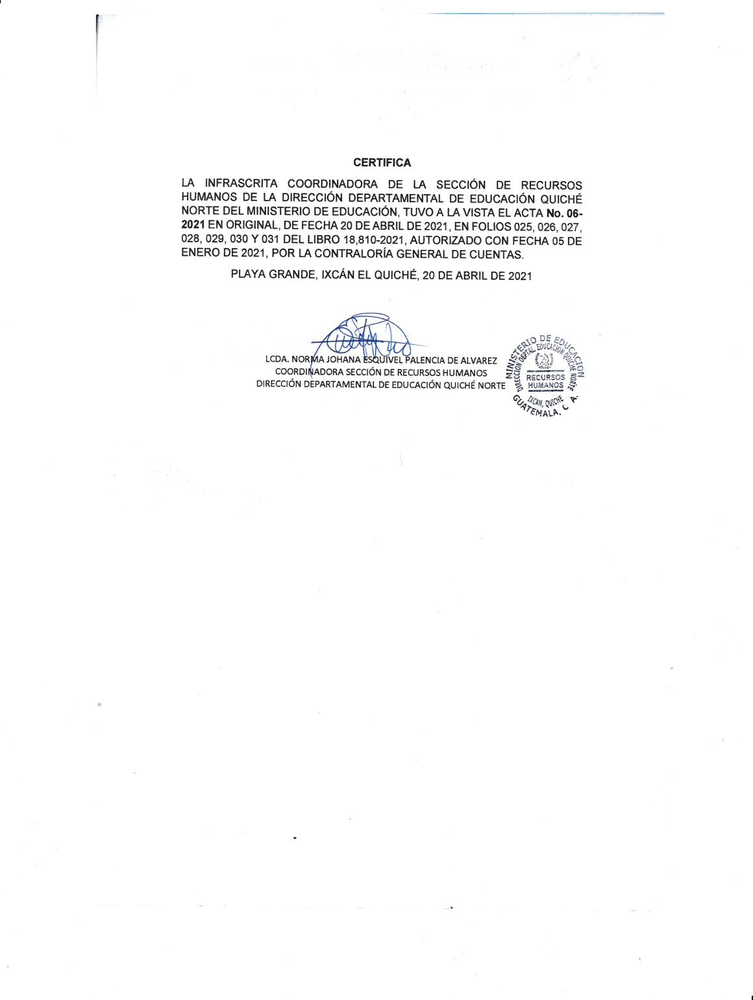 CERTIFICA
LA INFRASCRITA COORDINADORA DE LA SECCIÓN DE RECURSOS
HUMANOS DE LA DIRECCIÓN DEPARTAMENTAL DE EDUCACIÓN QUICHÉ
NORTE DEL MINISTERIO DE EDUCACIÓN, TUVO A LA VISTA EL ACTA No. 06-
2021 EN ORIGINAL, DE FECHA 20 DE ABRIL DE 2021, EN FOLIOS 025, 026, 027,
028, 029, 030 Y 031 DEL LIBRO 18,810-2021, AUTORIZADO CON FECHA 05 DE
ENERO DE 2021, POR LA CONTRALORÍA GENERAL DE CUENTAS.
PLAYA GRANDE, IXCÁN EL QUICHÉ, 20 DE ABRIL DE 2021
LCDA. NORMA JOHANA ESQUIVEL PALENCIA DE ALVAREZ
COORDINADORA SECCIÓN DE RECURSOS HUMANOS
DIRECCIÓN DEPARTAMENTAL DE EDUCACIÓN QUICHÉ NORTE
MINISTERIO DE EDUCACION
DIRECCION DEPTAL. EDUCACION QUICHE NORTE
RECURSOS
HUMANOS
IXCAN, QUICHE
GUATEMALA. C A.